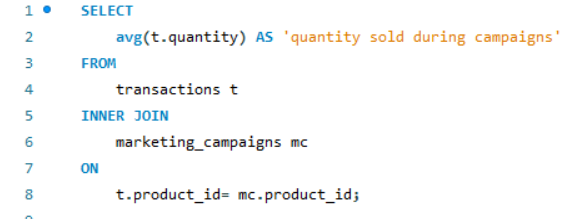 1 SELECT
2 avg(t.quantity) AS 'quantity sold during campaigns'
3 FROM
4 transactions t
5 INNER JOIN
6 marketing_campaigns mc
7 ON
8 t.product_id= mc.product_id;